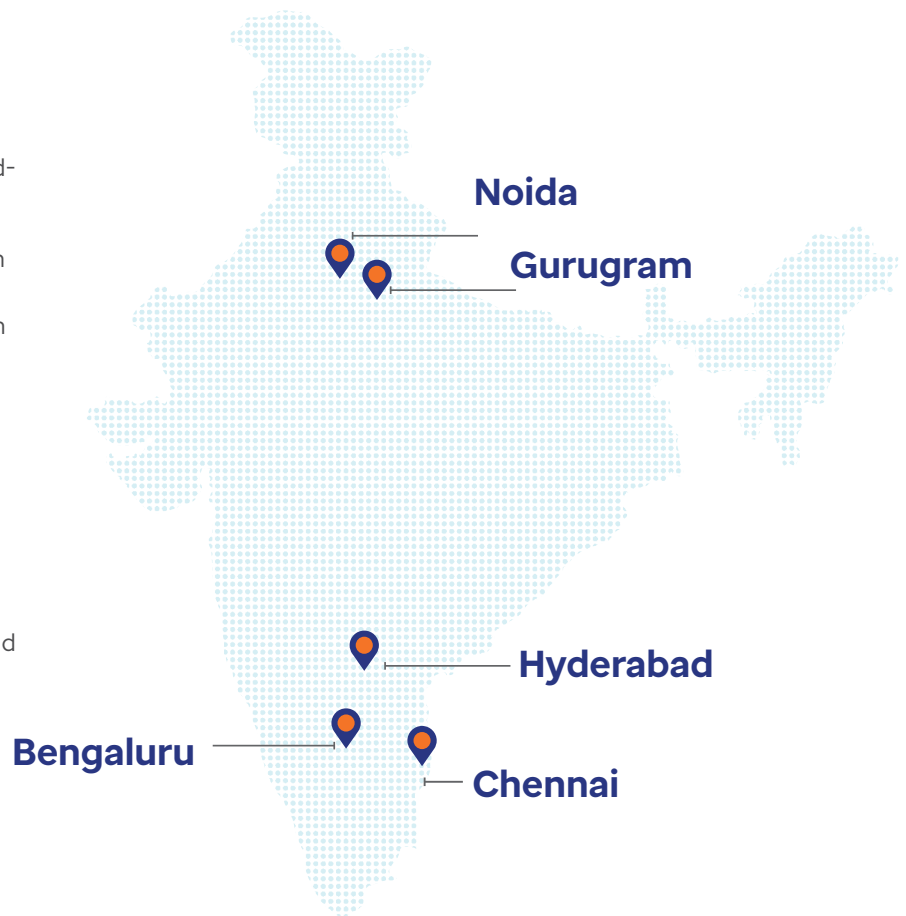 d-
n
n
d
Noida
Gurugram
Hyderabad
Bengaluru
Chennai